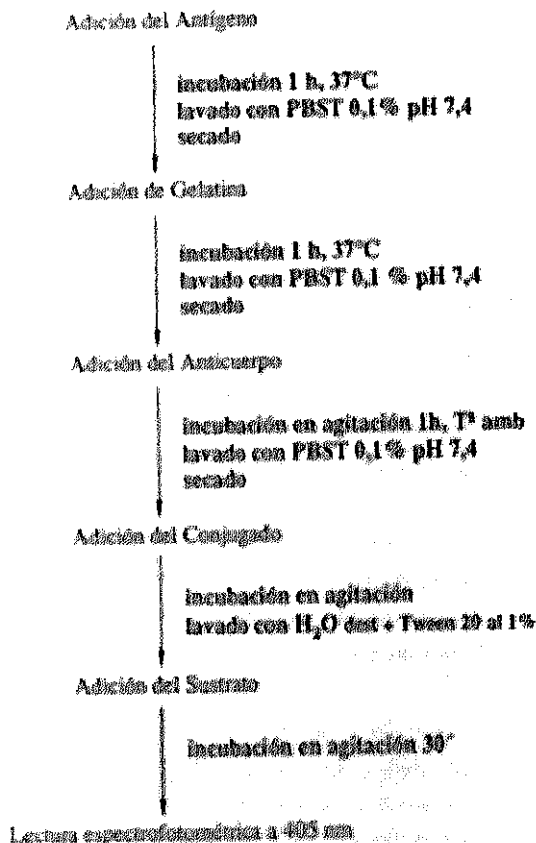 Adición del Antígeno
incubación 1 h, 37°C
lavado con PBST 0,1% pH 7,4
secado
Adición de Gelatina
incubación 1 h, 37°C
lavado con PBST 0,1 % pH 7,4
secado
Adición del Anticuerpo
incubación en agitación 1h, Tª amb
lavado con PBST 0,1% pH 7,4
secado
Adición del Conjugado
incubación en agitación
lavado con H₂O dest + Tween 20 al 1%
Adición del Sustrato
incubación en agitación 30"
Lectura espectrofotométrica a 405 nm